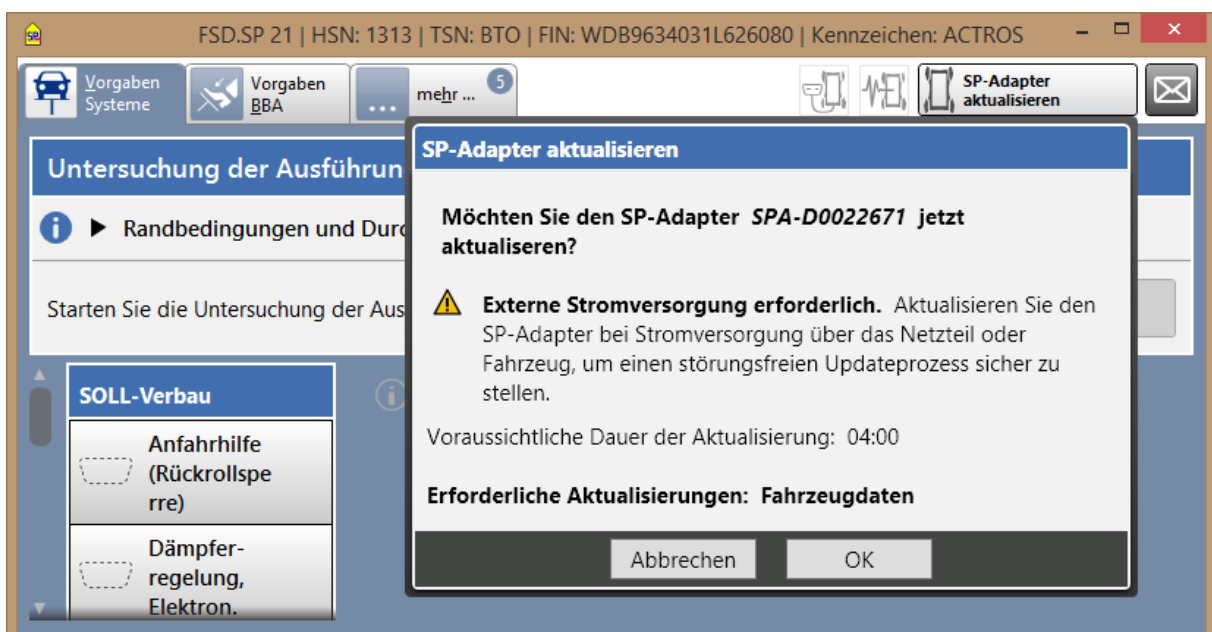 SP
FSD.SP 21 | HSN: 1313 | TSN: BTO | FIN: WDB9634031L626080 | Kennzeichen: ACTROS
Vorgaben
Systeme
Vorgaben
BBA
mehr ...
5
SP-Adapter
aktualisieren
Untersuchung der Ausführun
Randbedingungen und Durc
Starten Sie die Untersuchung der Aus
SOLL-Verbau
Anfahrhilfe
(Rückrollspe
rre)
Dämpfer-
regelung,
Elektron.
SP-Adapter aktualisieren
Möchten Sie den SP-Adapter SPA-D0022671 jetzt
aktualiseren?
Externe Stromversorgung erforderlich. Aktualisieren Sie den
SP-Adapter bei Stromversorgung über das Netzteil oder
Fahrzeug, um einen störungsfreien Updateprozess sicher zu
stellen.
Voraussichtliche Dauer der Aktualisierung: 04:00
Erforderliche Aktualisierungen: Fahrzeugdaten
Abbrechen
OK